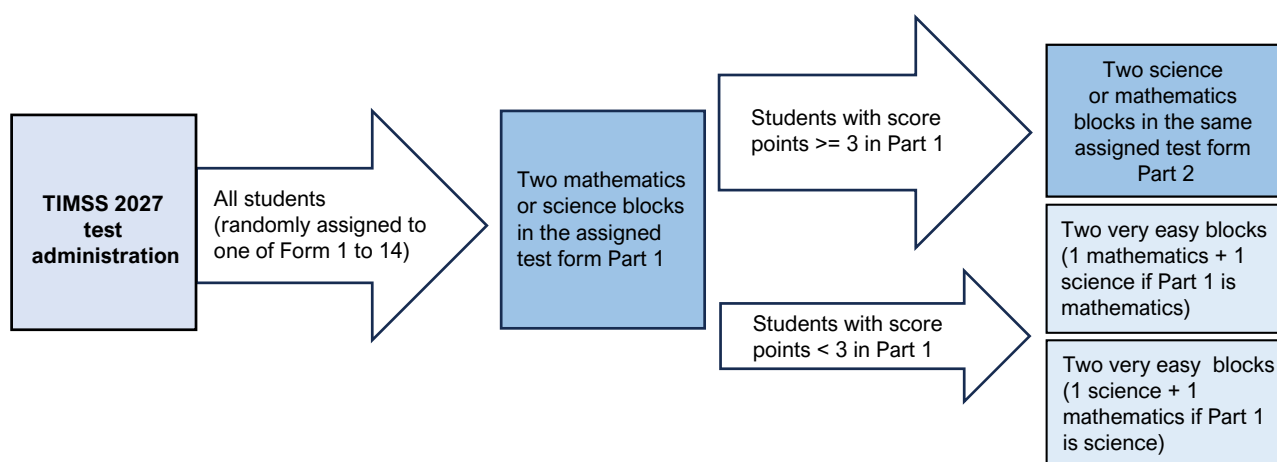 TIMSS 2027
test
administration
All students
(randomly assigned to
one of Form 1 to 14)
Two mathematics
or science blocks
in the assigned
test form Part 1
Students with score
points >= 3 in Part 1
Students with score
points < 3 in Part 1
Two science
or mathematics
blocks in the same
assigned test form
Part 2
Two very easy blocks
(1 mathematics + 1
science if Part 1 is
mathematics)
Two very easy blocks
(1 science + 1
mathematics if Part 1
is science)